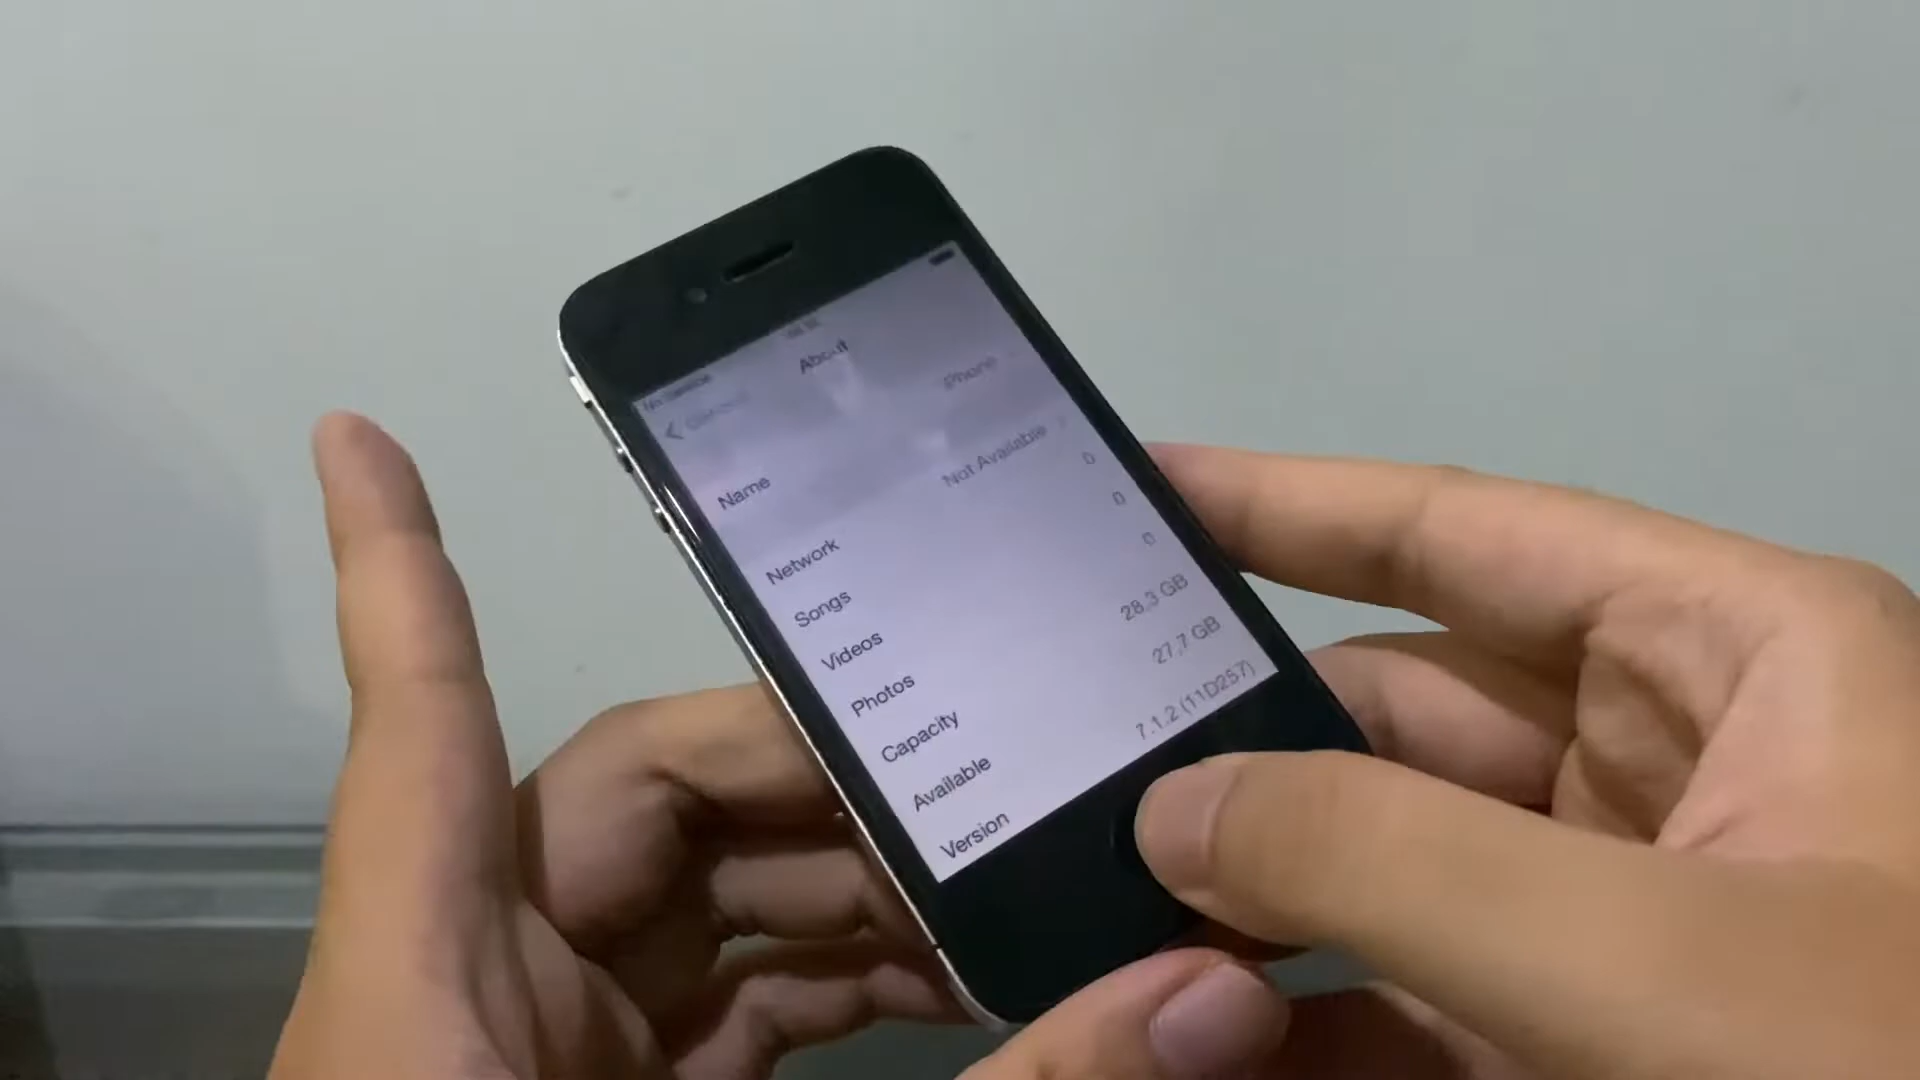 About
Name iPhone
Network Not Available
Songs 0
Videos 0
Photos 0
Capacity 28,3 GB
Available 27,7 GB
Version 7.1.2 (11D257)